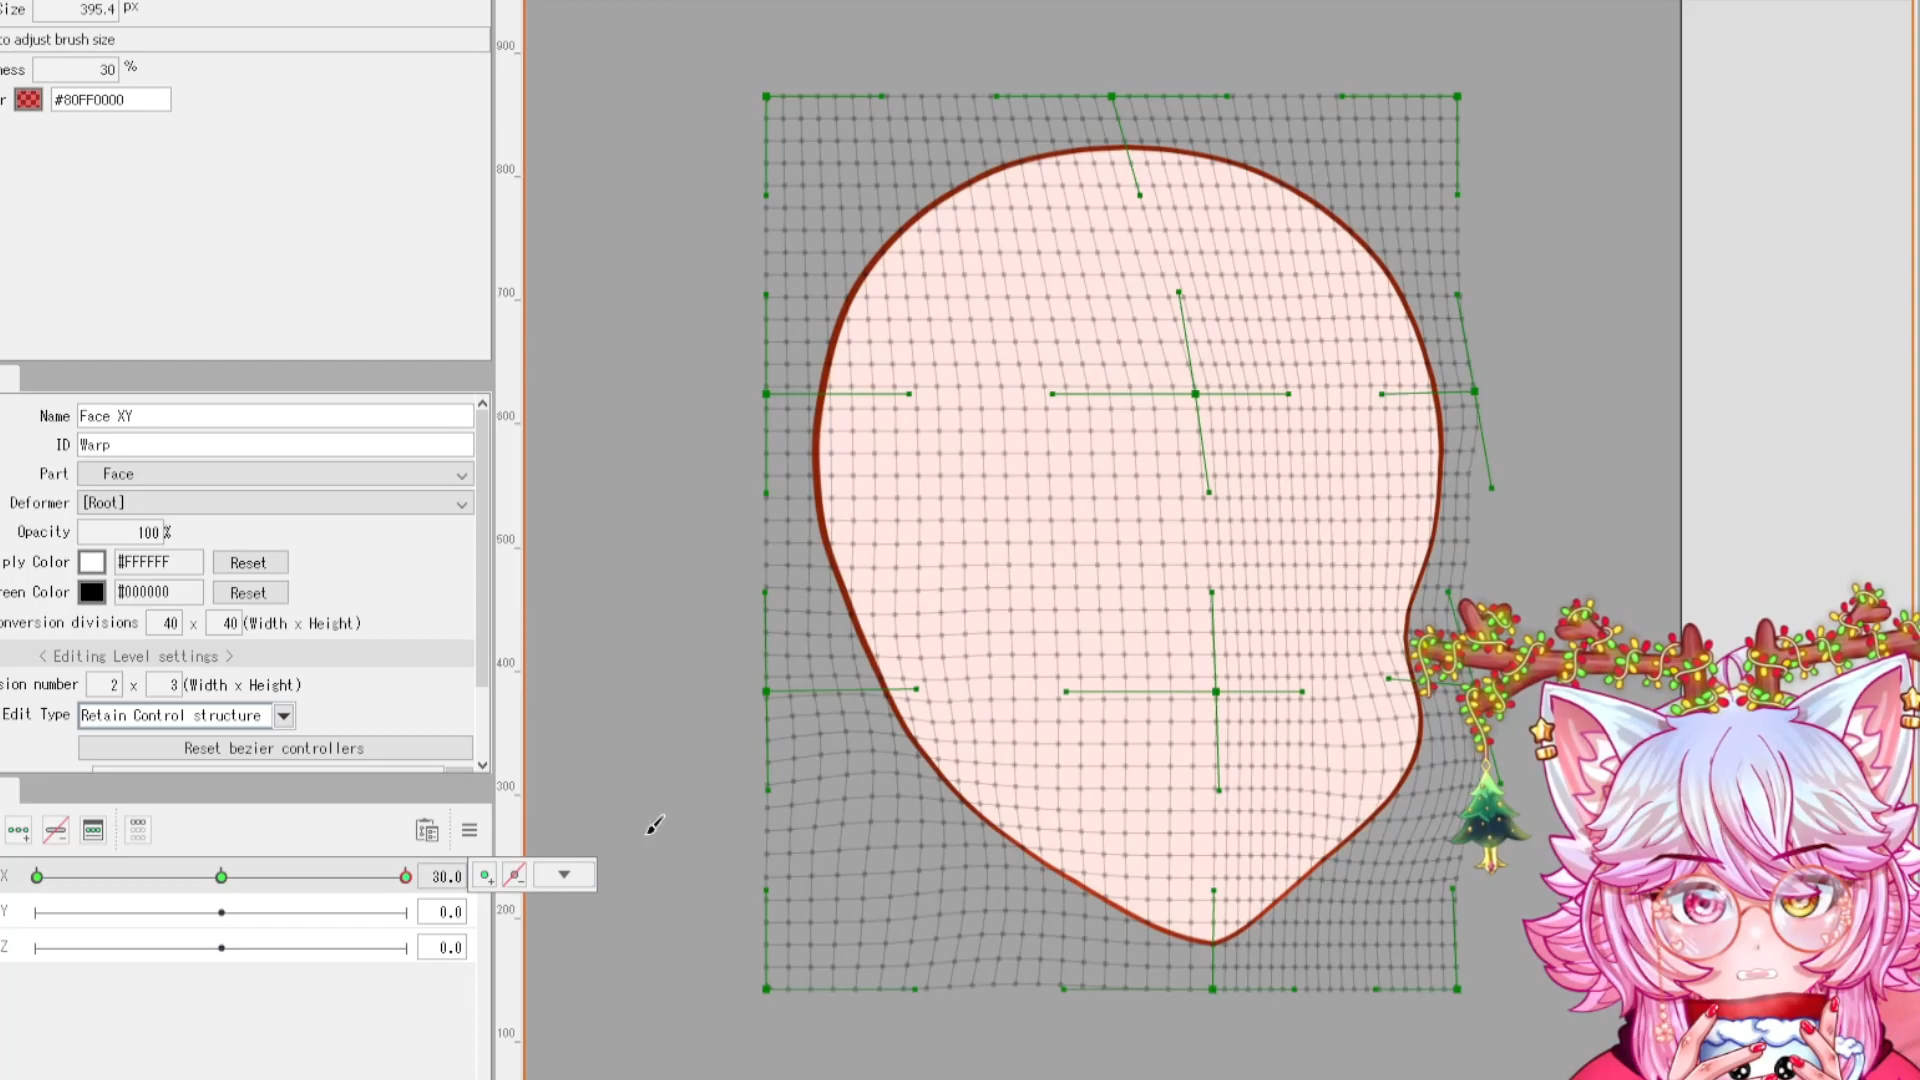 Size 395.4 px
to adjust brush size
ness 30 %
r #80FF0000
Name Face XY
ID Warp
Part Face
Deformer [Root]
Opacity 100 %
ply Color #FFFFFF Reset
reen Color #000000 Reset
onversion divisions 40 x 40 (Width x Height)
< Editing Level settings >
sion number 2 x 3 (Width x Height)
Edit Type Retain Control structure
Reset bezier controllers
X 30.0
Y 0.0
Z 0.0
900
800
700
600
500
400
300
200
100